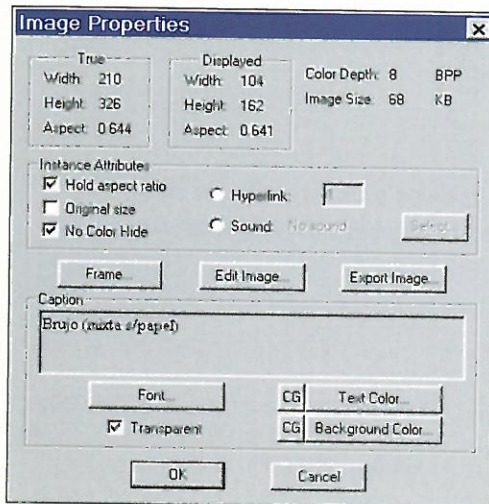 Image Properties
True
Width: 210
Height: 326
Aspect: 0.644
Displayed
Width: 104
Height: 162
Aspect: 0.641
Color Depth: 8 BPP
Image Size: 68 KB
Instance Attributes
Hold aspect ratio
Original size
No Color Hide
Hyperlink:
Sound: No sound
Select...
Frame... Edit Image... Export Image...
Caption
Brujo (mixta s/papel)
Font...
Transparent
CG Text Color...
CG Background Color...
OK Cancel